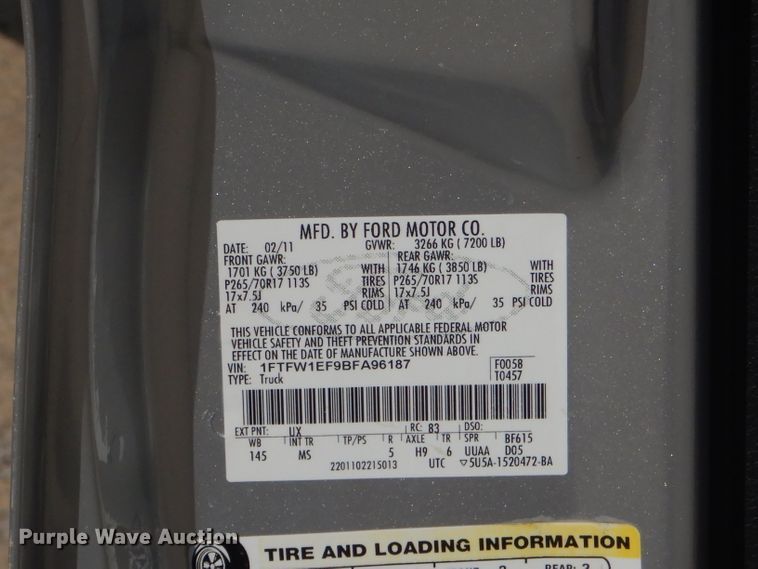 MFD. BY FORD MOTOR CO.
DATE: 02/11 GVWR: 3266 KG ( 7200 LB)
FRONT GAWR: REAR GAWR:
1701 KG ( 3750 LB) WITH 1746 KG ( 3850 LB) WITH
P265/70R17 113S TIRES P265/70R17 113S TIRES
17x7.5J RIMS 17x7.5J RIMS
AT 240 kPa/ 35 PSI COLD AT 240 kPa/ 35 PSI COLD
THIS VEHICLE CONFORMS TO ALL APPLICABLE FEDERAL MOTOR
VEHICLE SAFETY AND THEFT PREVENTION STANDARDS IN
EFFECT ON THE DATE OF MANUFACTURE SHOWN ABOVE.
VIN: 1FTFW1EF9BFA96187 F0058
TYPE: Truck T0457
EXT PNT: UX RC: 83 DSO:
WB INT TR TP/PS R AXLE TR SPR BF615
145 MS 5 H9 6 UUAA D05
2201102215013 UTC ▽5U5A-1520472-BA
Purple Wave Auction
TIRE AND LOADING INFORMATION